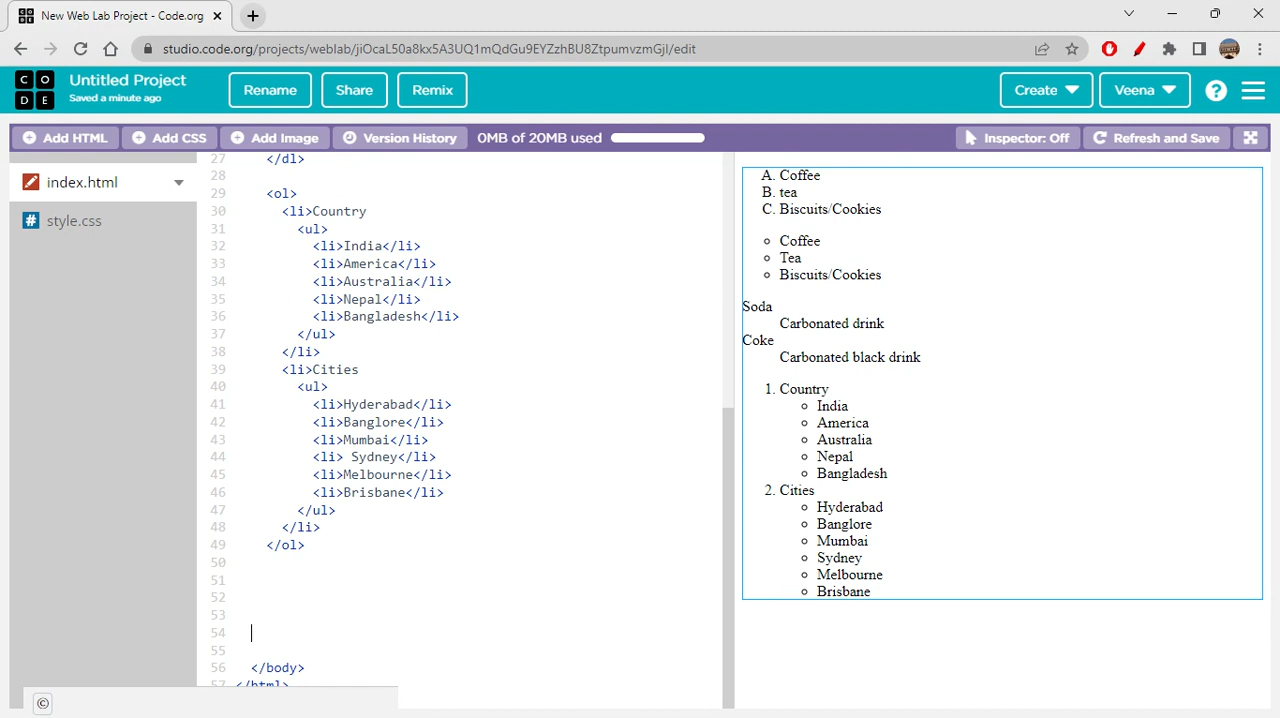 New Web Lab Project - Code.org
studio.code.org/projects/weblab/jiOcaL50a8kx5A3UQ1mQdGu9EYZzhBU8ZtpumvzmGjI/edit
C O D E
Untitled Project
Saved a minute ago
Rename
Share
Remix
Create
Veena
?
Add HTML
Add CSS
Add Image
Version History
0MB of 20MB used
Inspector: Off
Refresh and Save
index.html
# style.css
27 </dl>
28
29 <ol>
30 <li>Country
31 <ul>
32 <li>India</li>
33 <li>America</li>
34 <li>Australia</li>
35 <li>Nepal</li>
36 <li>Bangladesh</li>
37 </ul>
38 </li>
39 <li>Cities
40 <ul>
41 <li>Hyderabad</li>
42 <li>Banglore</li>
43 <li>Mumbai</li>
44 <li> Sydney</li>
45 <li>Melbourne</li>
46 <li>Brisbane</li>
47 </ul>
48 </li>
49 </ol>
50
51
52
53
54
55
56 </body>
57 </html>
©
A. Coffee
B. tea
C. Biscuits/Cookies
Coffee
Tea
Biscuits/Cookies
Soda
Carbonated drink
Coke
Carbonated black drink
1. Country
India
America
Australia
Nepal
Bangladesh
2. Cities
Hyderabad
Banglore
Mumbai
Sydney
Melbourne
Brisbane